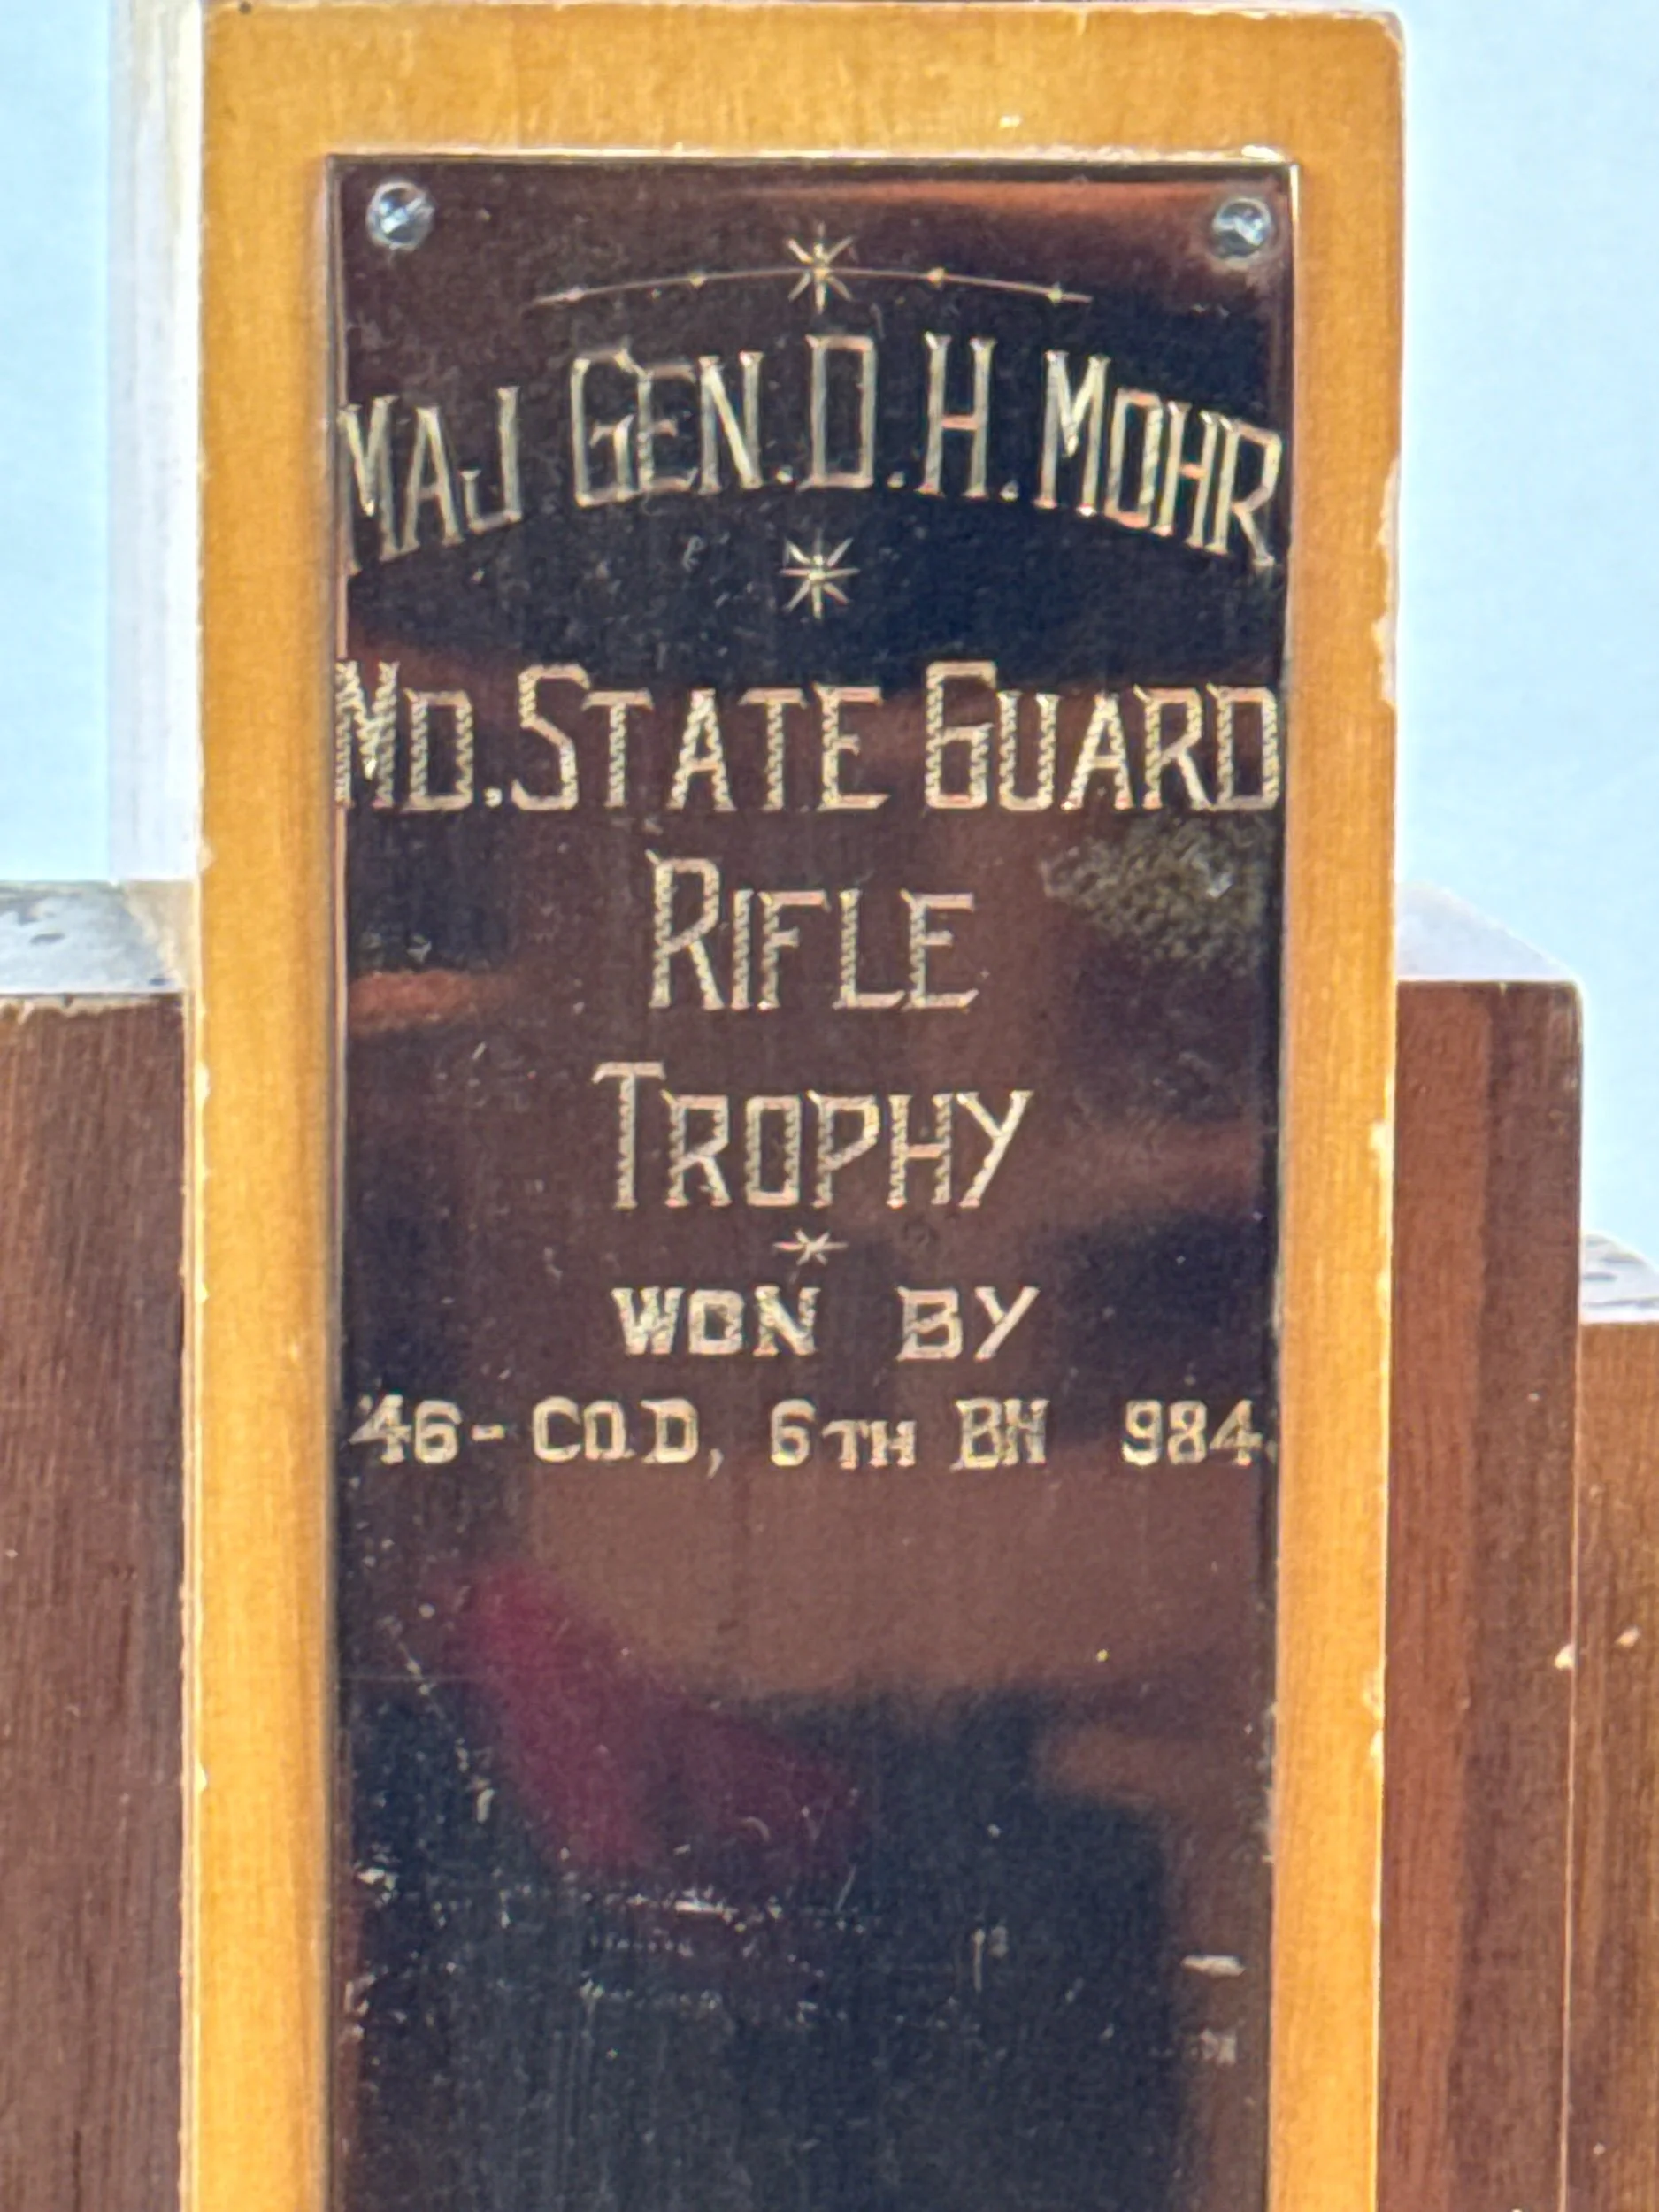 MAJ GEN. D. H. MOHR
MD. STATE GUARD
RIFLE
TROPHY
WON BY
'46 - CO. D, 6TH BN 984